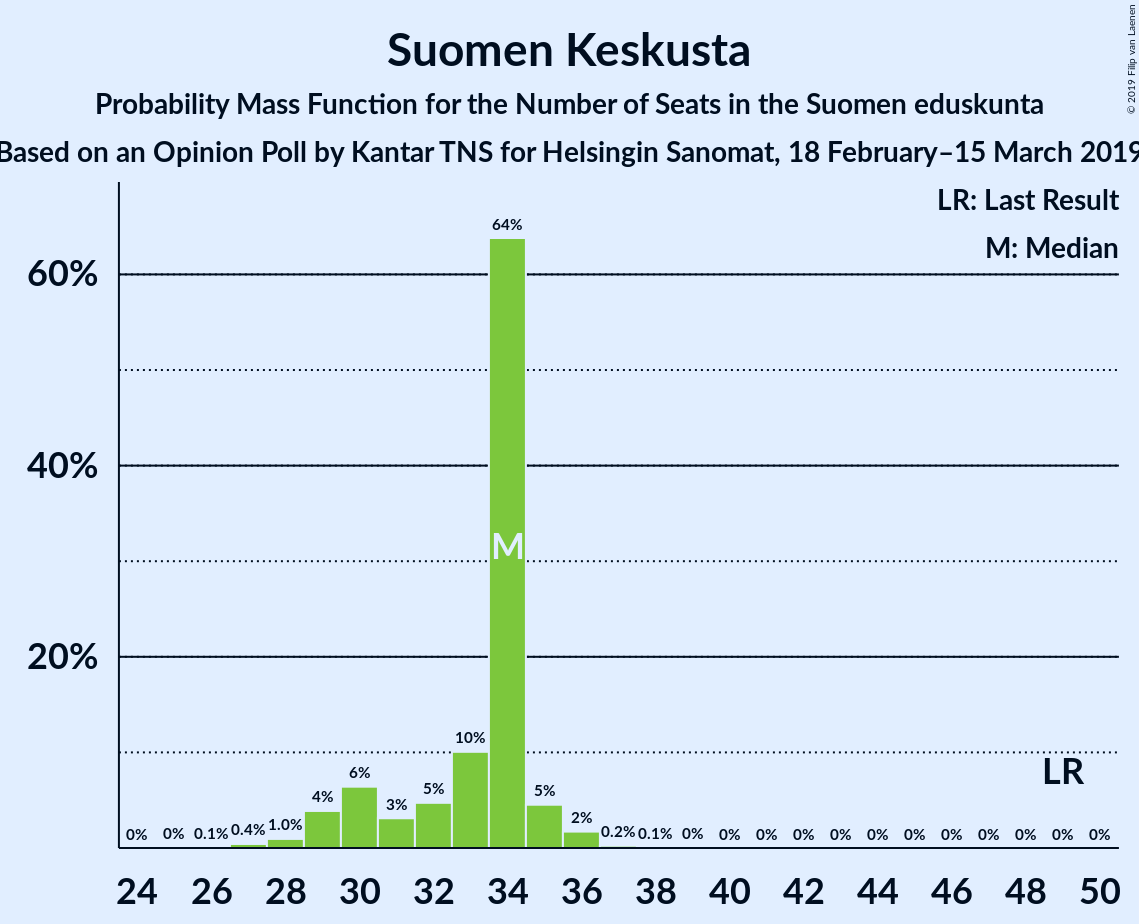 Suomen Keskusta
Probability Mass Function for the Number of Seats in the Suomen eduskunta
Based on an Opinion Poll by Kantar TNS for Helsingin Sanomat, 18 February–15 March 2019
© 2019 Filip van Laenen
LR: Last Result
M: Median
60%
40%
20%
0% 0% 0.1% 0.4% 1.0% 4% 6% 3% 5% 10% 64% 5% 2% 0.2% 0.1% 0% 0% 0% 0% 0% 0% 0% 0% 0% 0% 0% 0%
M
LR
24 26 28 30 32 34 36 38 40 42 44 46 48 50